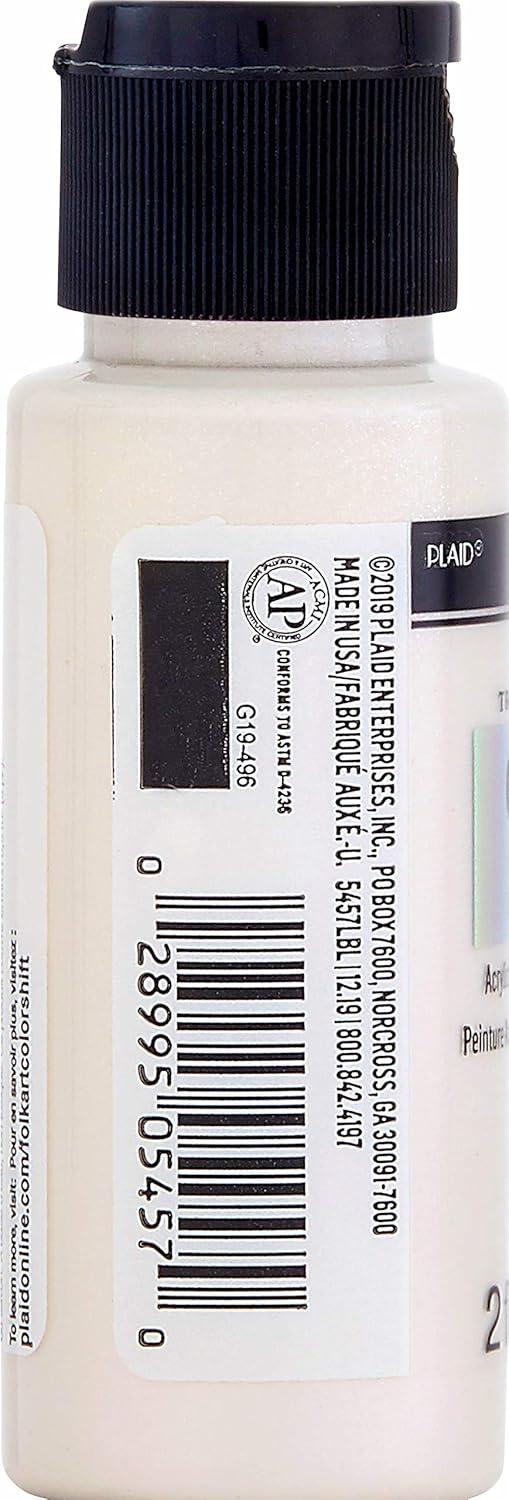 PLAID®
ACMI
AP
CONFORMS TO ASTM D-4236
G19-496
©2019 PLAID ENTERPRISES, INC., PO BOX 7600, NORCROSS, GA 30091-7600
MADE IN USA/FABRIQUÉ AUX É.-U. 5457LBL | 12.19 | 800.842.4197
0 28995 05457 0
To learn more, visit: Pour en savoir plus, visitez :
plaidonline.com/folkartcolorshift
Peinture
2